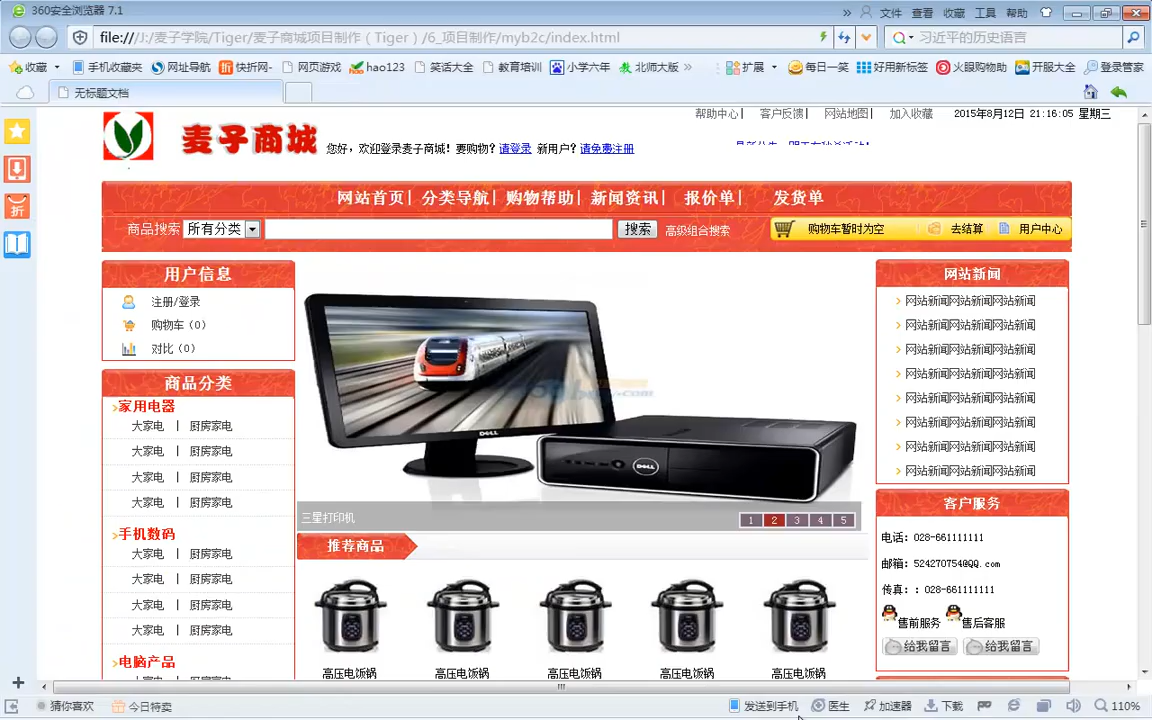 360安全浏览器 7.1
» 文件 查看 收藏 工具 帮助
file:///J:/麦子学院/Tiger/麦子商城项目制作（Tiger）/6_项目制作/myb2c/index.html
习近平的历史语言
收藏 手机收藏夹 网址导航 快折网- 网页游戏 hao123 笑话大全 教育培训 小学六年 北师大版 » 扩展 每日一笑 好用新标签 火眼购物助 开服大全 登录管家
无标题文档
帮助中心| 客户反馈| 网站地图| 加入收藏 2015年8月12日 21:16:05 星期三
麦子商城
您好，欢迎登录麦子商城！要购物？请登录 新用户？请免费注册
网站首页| 分类导航| 购物帮助| 新闻资讯| 报价单| 发货单
商品搜索 所有分类 搜索 高级组合搜索 购物车暂时为空 去结算 用户中心
折
用户信息
注册/登录
购物车（0）
对比（0）
商品分类
家用电器
大家电 | 厨房家电
大家电 | 厨房家电
大家电 | 厨房家电
大家电 | 厨房家电
手机数码
大家电 | 厨房家电
大家电 | 厨房家电
大家电 | 厨房家电
大家电 | 厨房家电
电脑产品
大家电 | 厨房家电
DELL
DELL
三星打印机 1 2 3 4 5
推荐商品
高压电饭锅 高压电饭锅 高压电饭锅 高压电饭锅 高压电饭锅
网站新闻
网站新闻网站新闻网站新闻
网站新闻网站新闻网站新闻
网站新闻网站新闻网站新闻
网站新闻网站新闻网站新闻
网站新闻网站新闻网站新闻
网站新闻网站新闻网站新闻
网站新闻网站新闻网站新闻
网站新闻网站新闻网站新闻
客户服务
电话：028-661111111
邮箱：524270754@QQ.com
传真：：028-661111111
售前服务 售后客服
给我留言 给我留言
猜你喜欢 今日特卖 发送到手机 医生 加速器 下载 110%